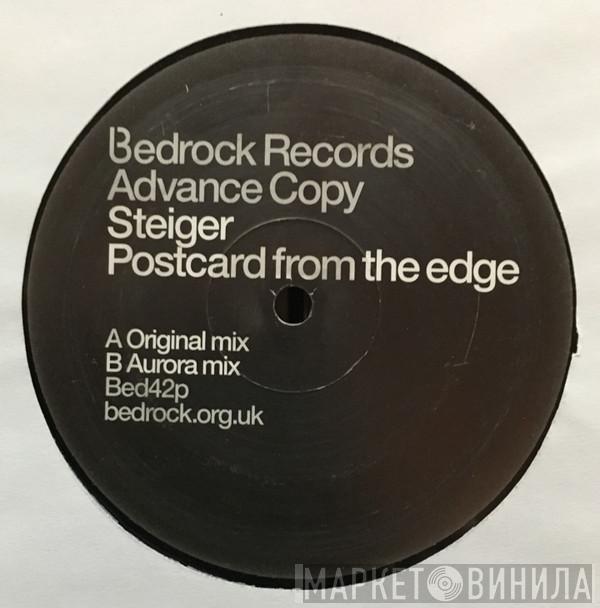 Bedrock Records
Advance Copy
Steiger
Postcard from the edge
A Original mix
B Aurora mix
Bed42p
bedrock.org.uk
МАРКЕТ ВИНИЛА